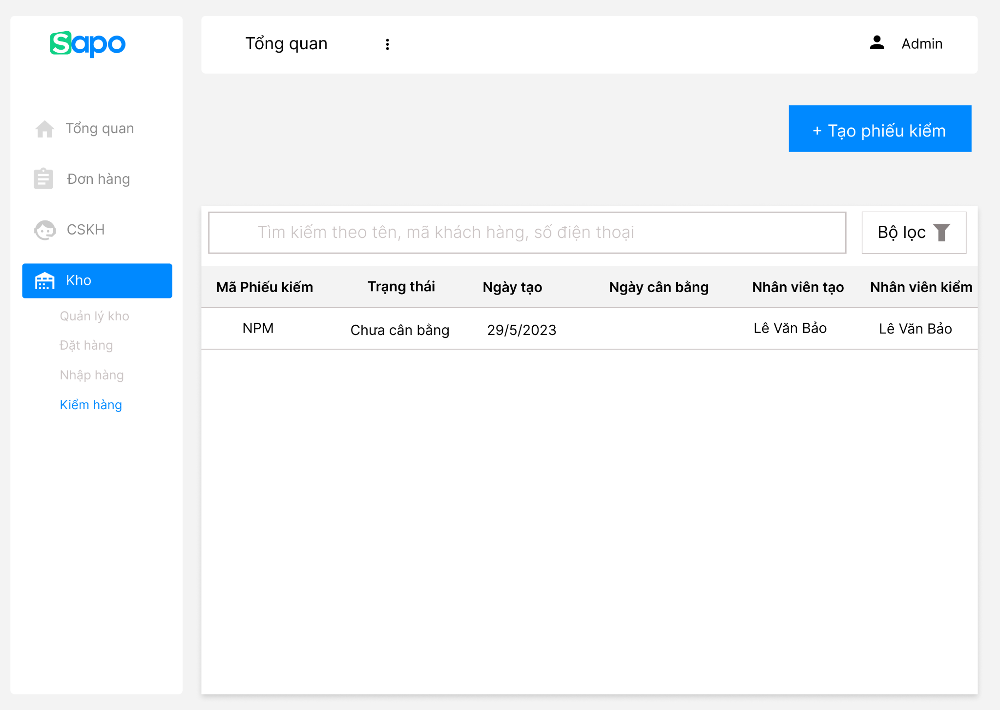 Sapo
Tổng quan
Admin
Tổng quan
Đơn hàng
CSKH
Kho
Quản lý kho
Đặt hàng
Nhập hàng
Kiểm hàng
+ Tạo phiếu kiểm
Tìm kiếm theo tên, mã khách hàng, số điện thoại
Bộ lọc
Mã Phiếu kiếm Trạng thái Ngày tạo Ngày cân bằng Nhân viên tạo Nhân viên kiểm
NPM Chưa cân bằng 29/5/2023 Lê Văn Bảo Lê Văn Bảo